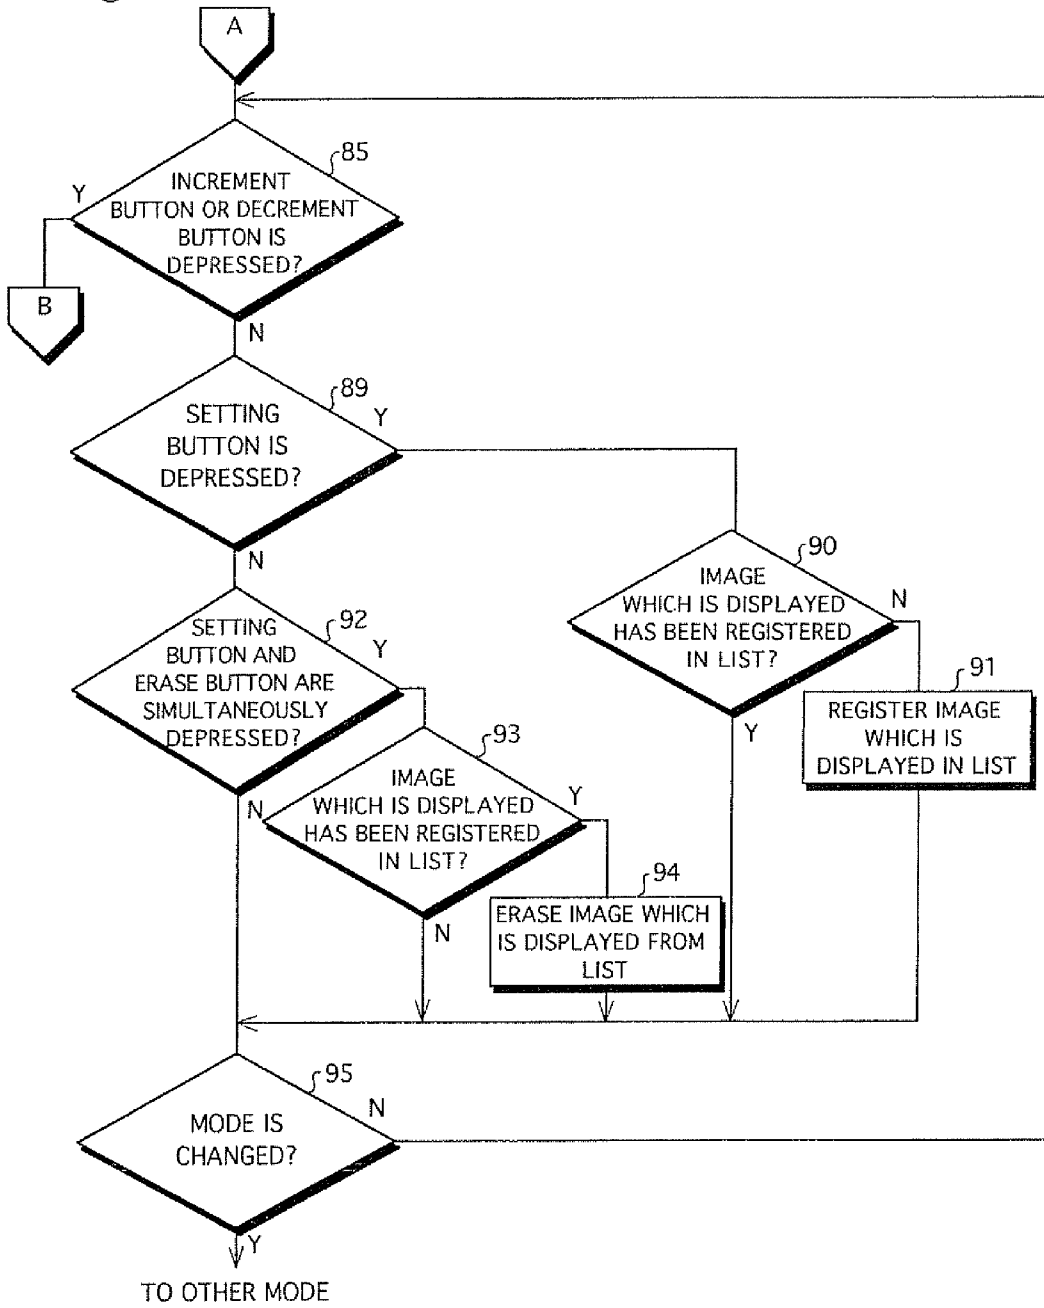 A
85
Y
INCREMENT
BUTTON OR DECREMENT
BUTTON IS
DEPRESSED?
B
N
89
Y
SETTING
BUTTON IS
DEPRESSED?
N
90
IMAGE
WHICH IS DISPLAYED
HAS BEEN REGISTERED
IN LIST?
N
Y
91
REGISTER IMAGE
WHICH IS
DISPLAYED IN LIST
92
Y
SETTING
BUTTON AND
ERASE BUTTON ARE
SIMULTANEOUSLY
DEPRESSED?
N
93
IMAGE
WHICH IS DISPLAYED
HAS BEEN REGISTERED
IN LIST?
Y
N
94
ERASE IMAGE WHICH
IS DISPLAYED FROM
LIST
95
N
MODE IS
CHANGED?
Y
TO OTHER MODE